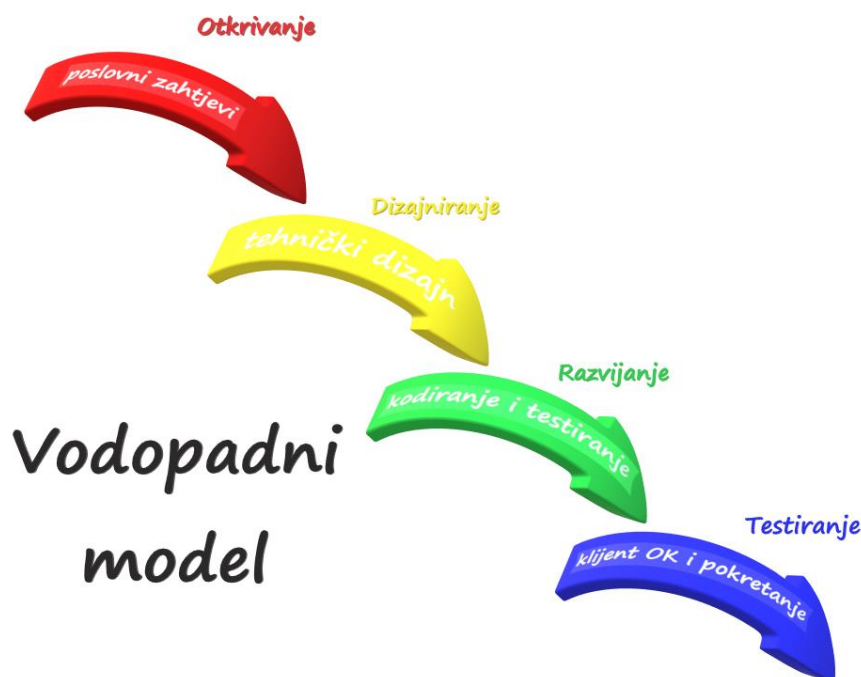 Otkrivanje
poslovni zahtjevi
Dizajniranje
tehnički dizajn
Razvijanje
kodiranje i testiranje
Vodopadni
model
Testiranje
klijent OK i pokretanje